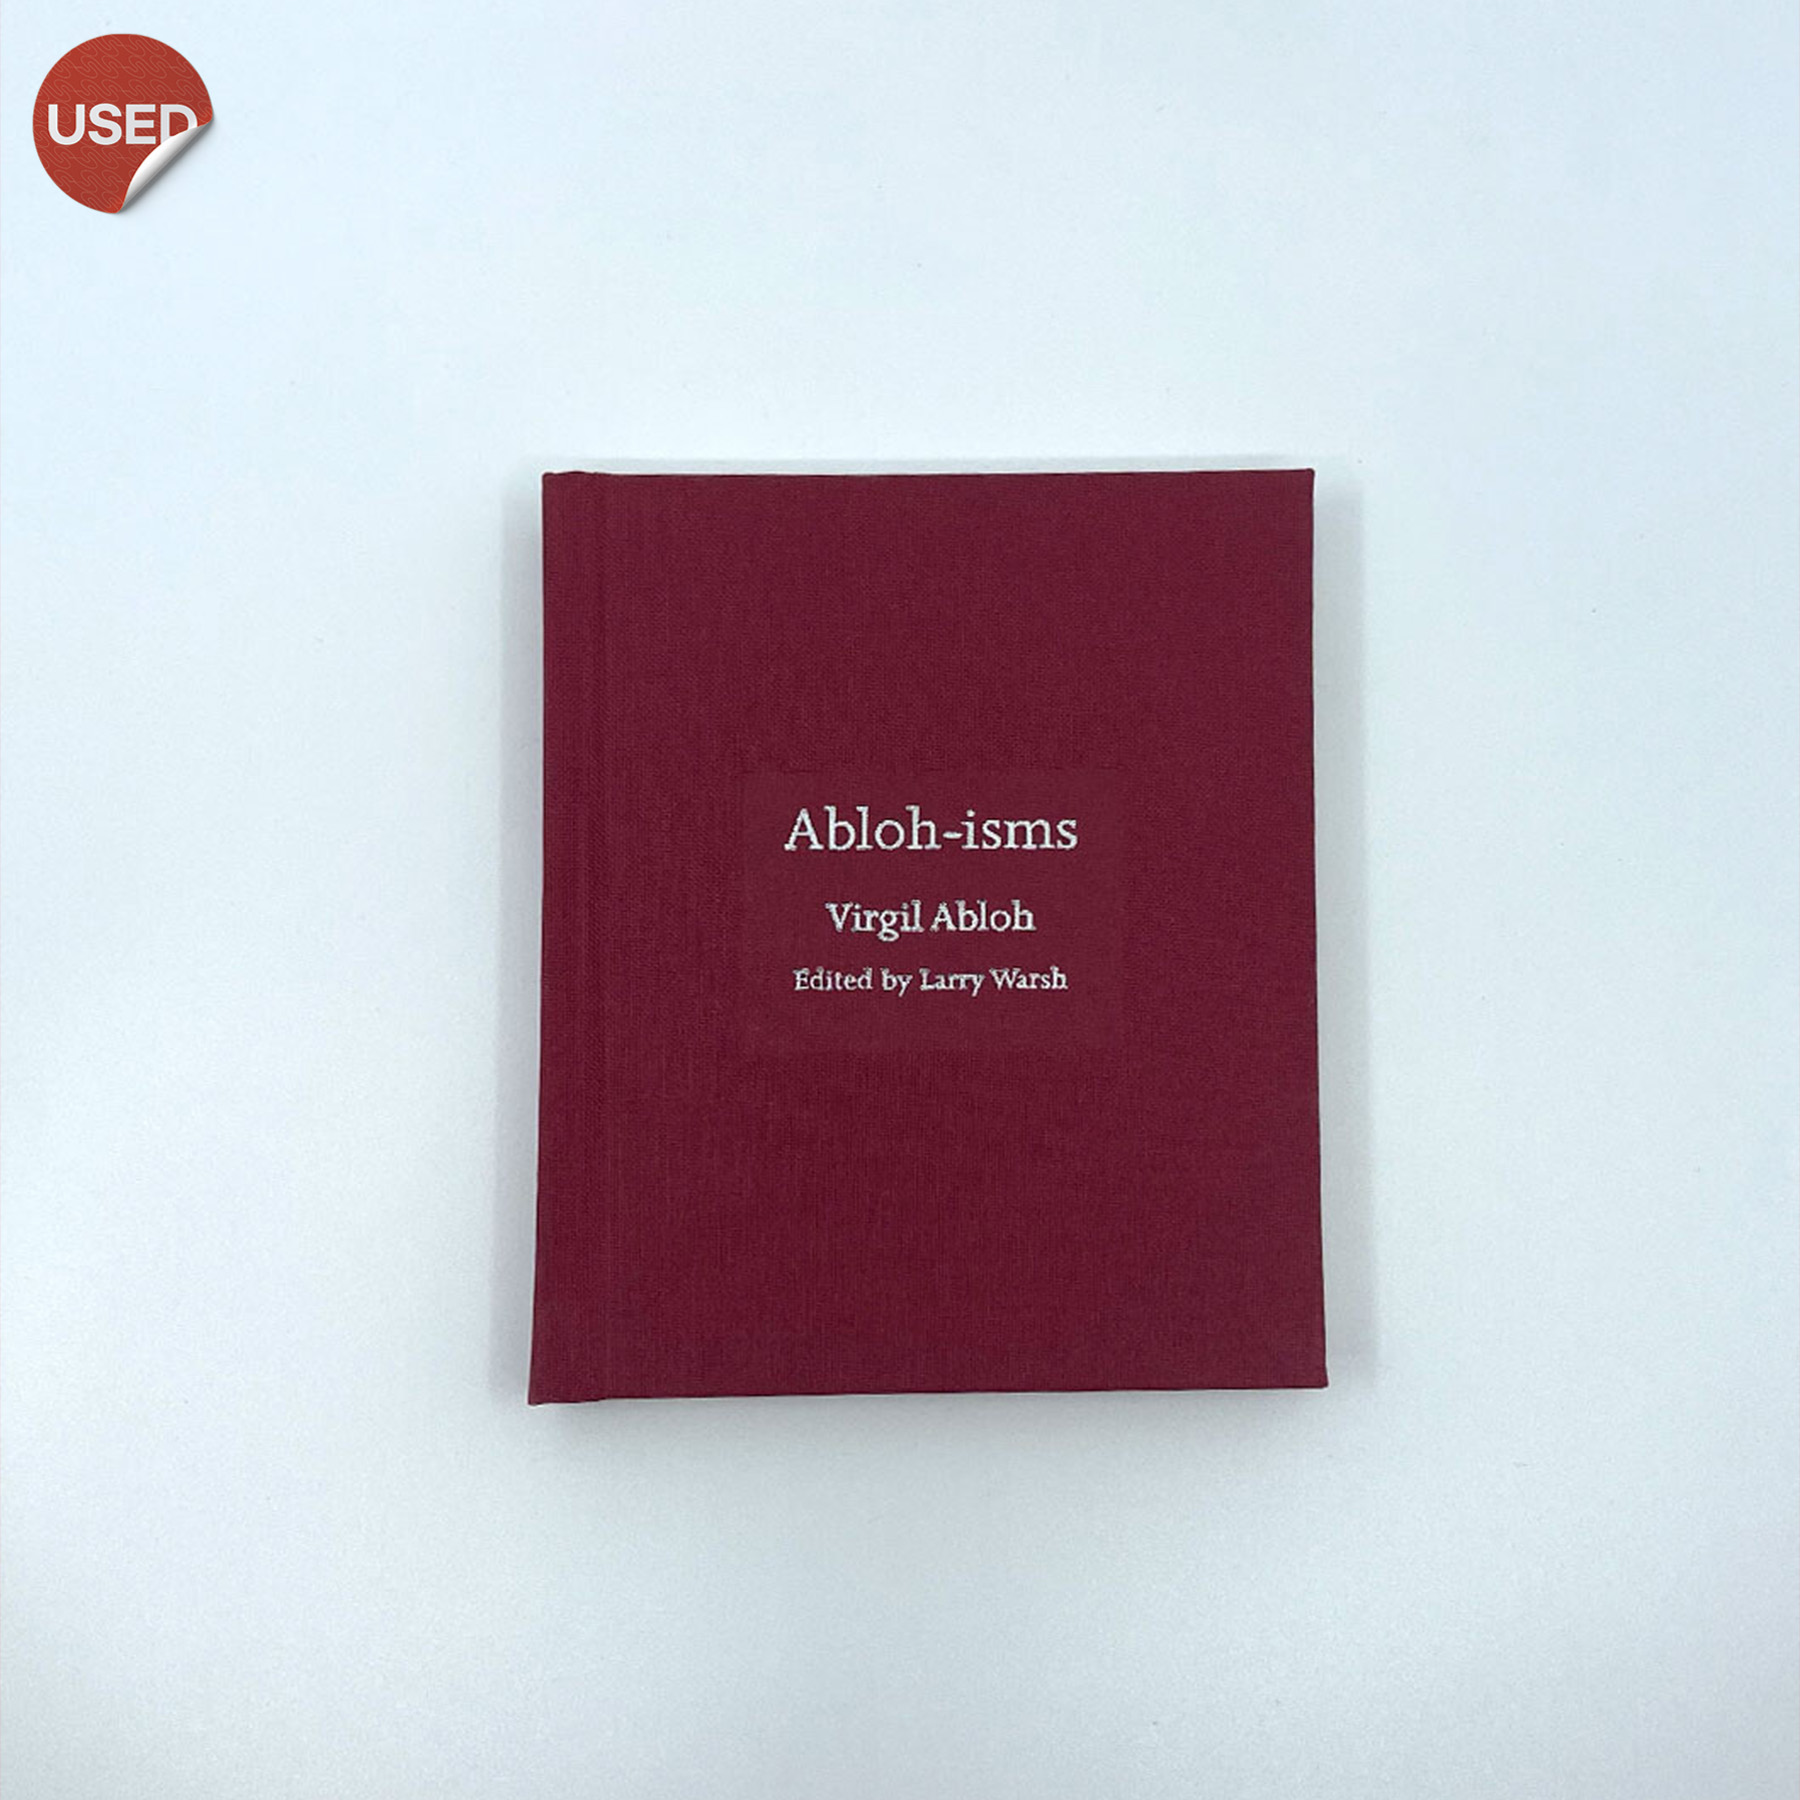 USED
Abloh-isms
Virgil Abloh
Edited by Larry Warsh